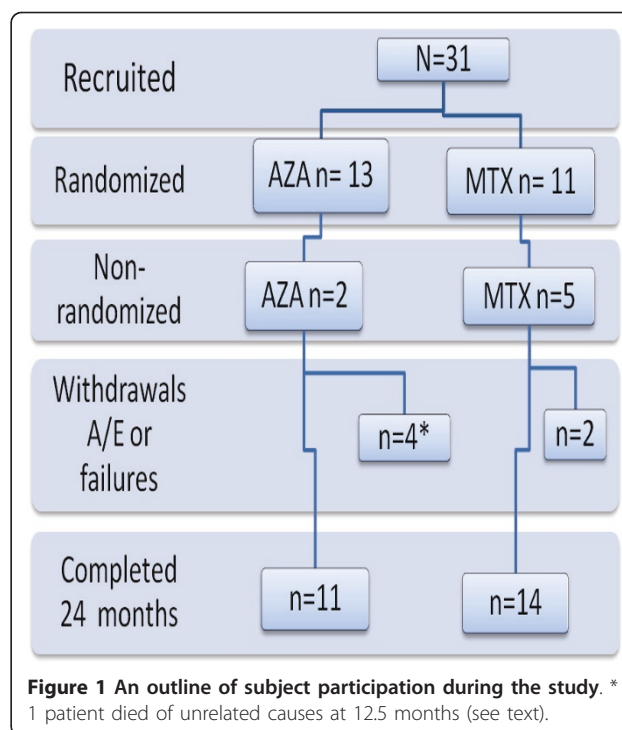 Recruited
N=31
Randomized
AZA n= 13
MTX n= 11
Non-
randomized
AZA n=2
MTX n=5
Withdrawals
A/E or
failures
n=4*
n=2
Completed
24 months
n=11
n=14
Figure 1 An outline of subject participation during the study. *
1 patient died of unrelated causes at 12.5 months (see text).